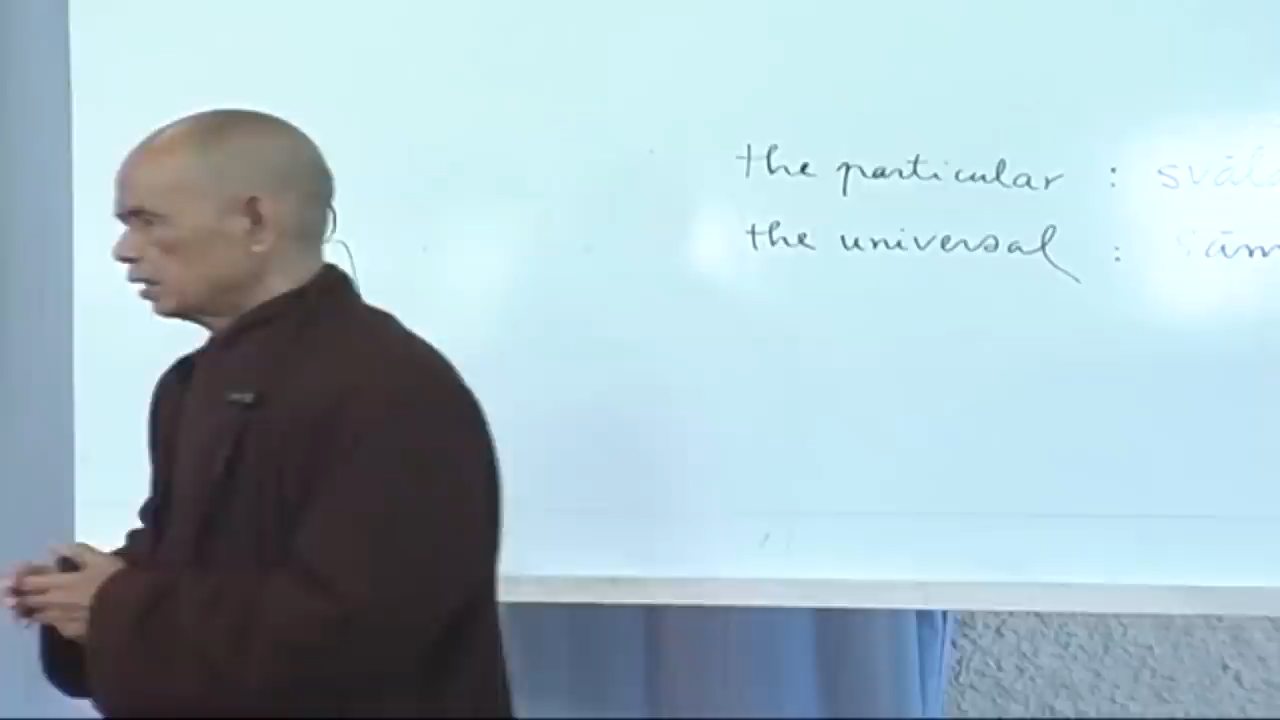 the particular :
the universal :